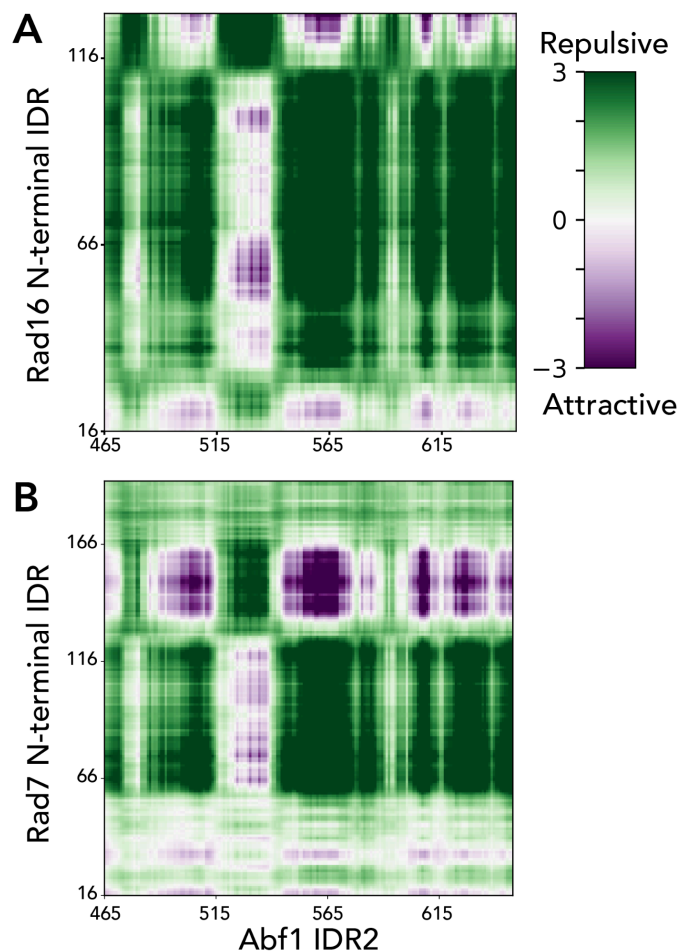 A
Rad16 N-terminal IDR
116
66
16
465 515 565 615
Repulsive
3
0
−3
Attractive
B
Rad7 N-terminal IDR
166
116
66
16
465 515 565 615
Abf1 IDR2